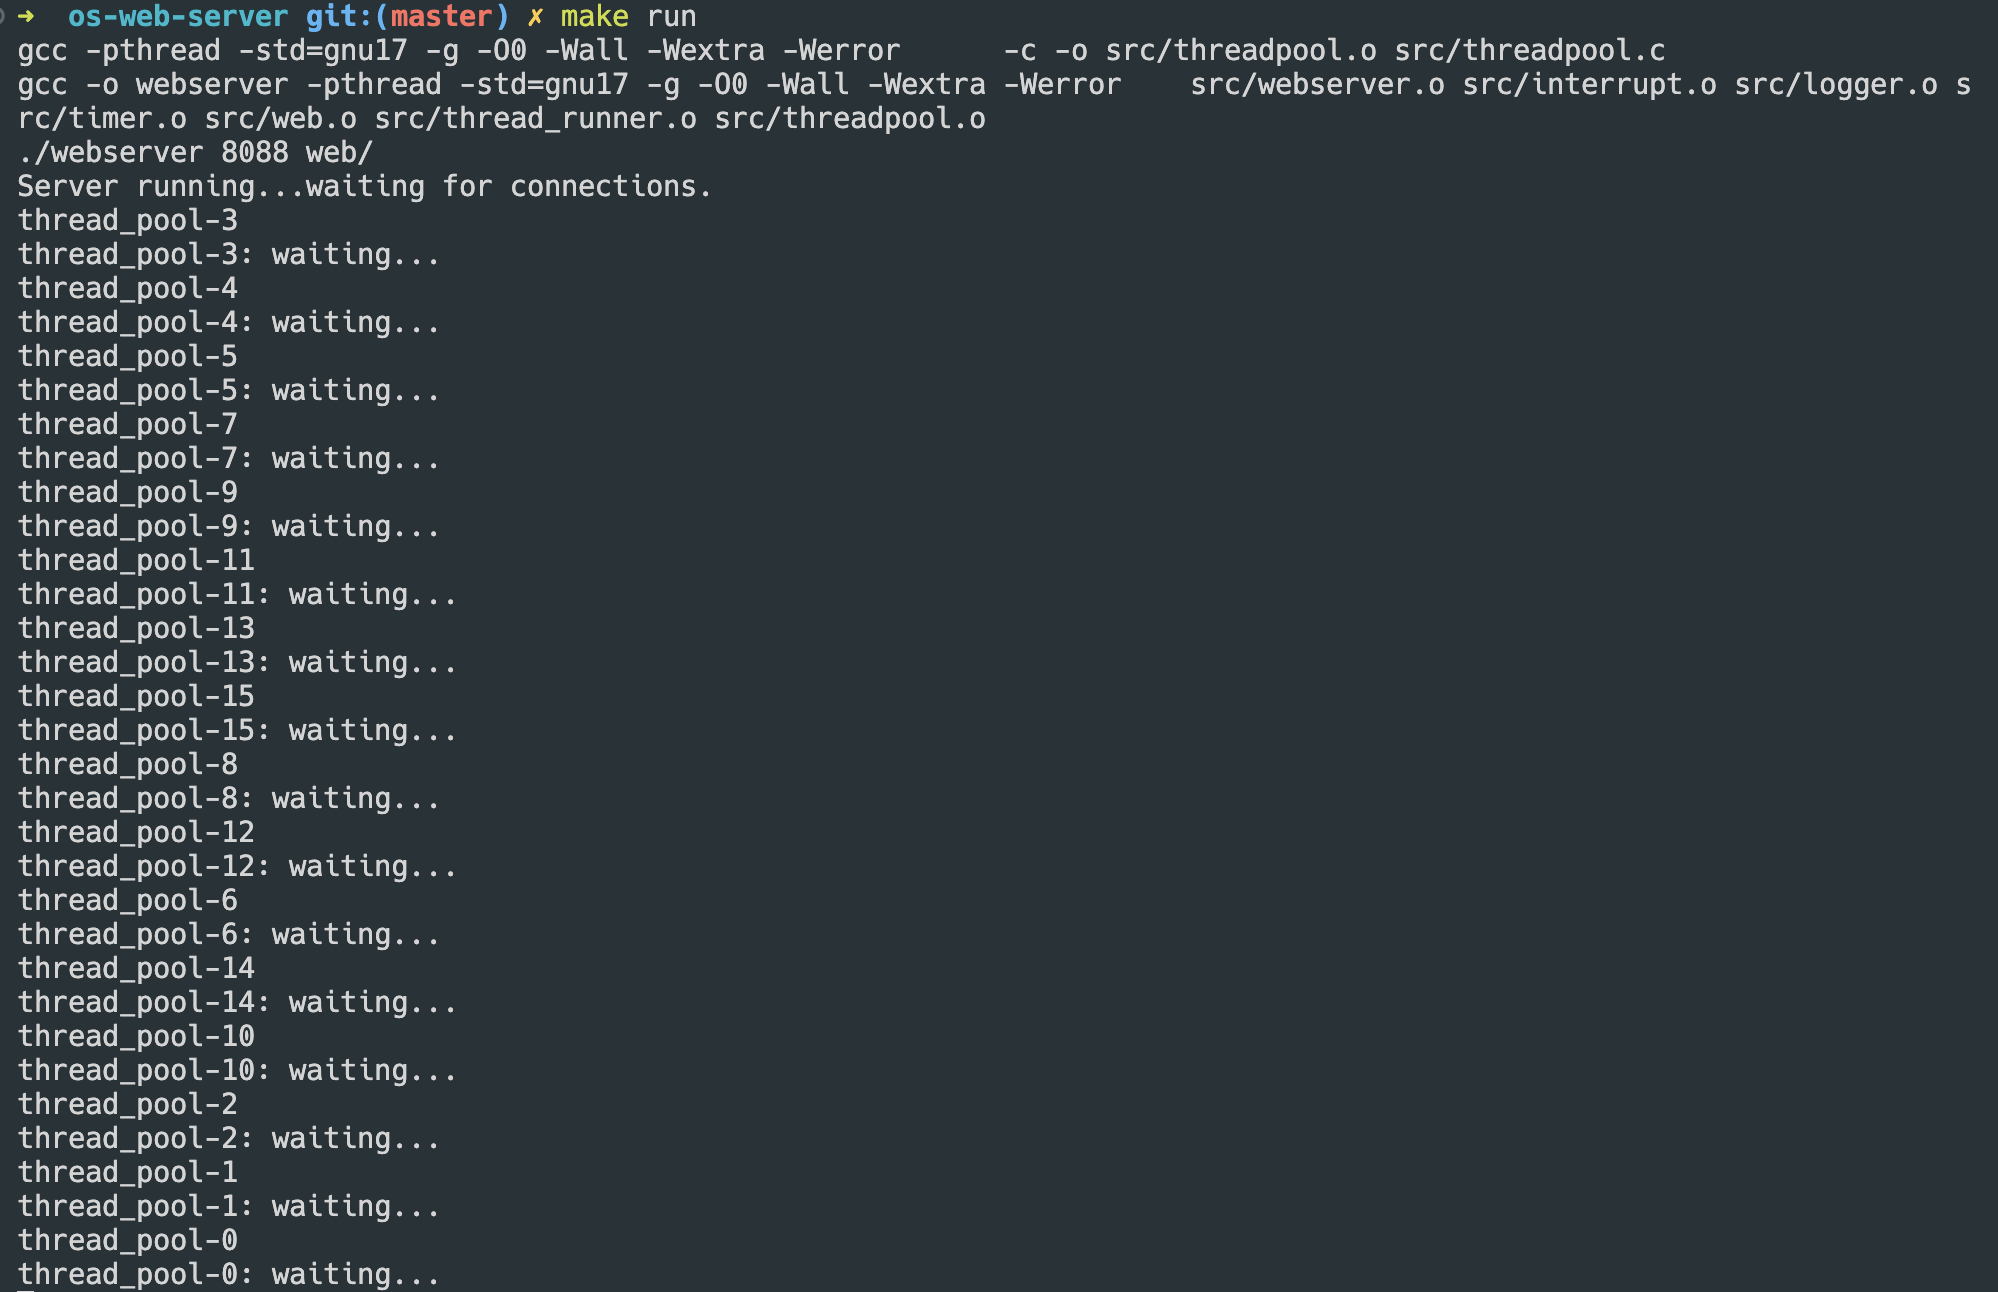 ➜  os-web-server git:(master) ✗ make run
gcc -pthread -std=gnu17 -g -O0 -Wall -Wextra -Werror      -c -o src/threadpool.o src/threadpool.c
gcc -o webserver -pthread -std=gnu17 -g -O0 -Wall -Wextra -Werror    src/webserver.o src/interrupt.o src/logger.o s
rc/timer.o src/web.o src/thread_runner.o src/threadpool.o
./webserver 8088 web/
Server running...waiting for connections.
thread_pool-3
thread_pool-3: waiting...
thread_pool-4
thread_pool-4: waiting...
thread_pool-5
thread_pool-5: waiting...
thread_pool-7
thread_pool-7: waiting...
thread_pool-9
thread_pool-9: waiting...
thread_pool-11
thread_pool-11: waiting...
thread_pool-13
thread_pool-13: waiting...
thread_pool-15
thread_pool-15: waiting...
thread_pool-8
thread_pool-8: waiting...
thread_pool-12
thread_pool-12: waiting...
thread_pool-6
thread_pool-6: waiting...
thread_pool-14
thread_pool-14: waiting...
thread_pool-10
thread_pool-10: waiting...
thread_pool-2
thread_pool-2: waiting...
thread_pool-1
thread_pool-1: waiting...
thread_pool-0
thread_pool-0: waiting...